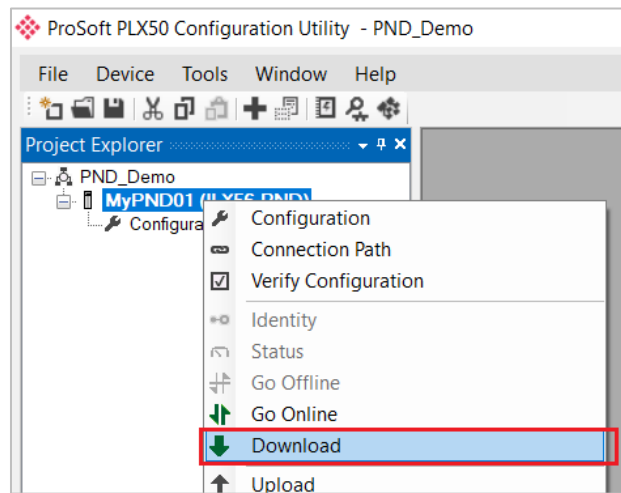 ProSoft PLX50 Configuration Utility - PND_Demo
File Device Tools Window Help
Project Explorer
PND_Demo
MyPND01 (ILX56-PND)
Configura
Configuration
Connection Path
Verify Configuration
Identity
Status
Go Offline
Go Online
Download
Upload